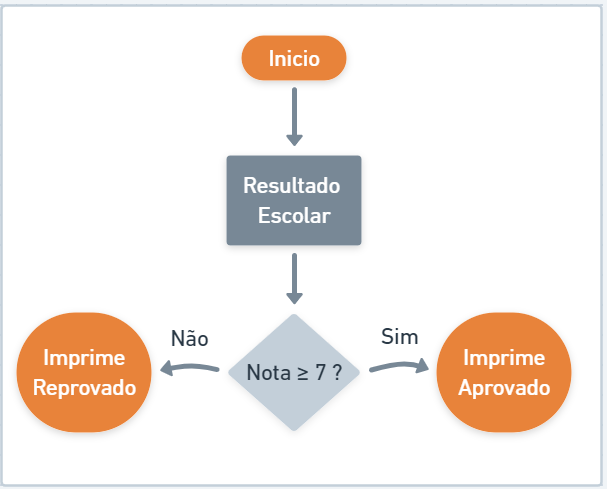 Inicio
Resultado
Escolar
Não
Sim
Imprime
Reprovado
Nota ≥ 7 ?
Imprime
Aprovado